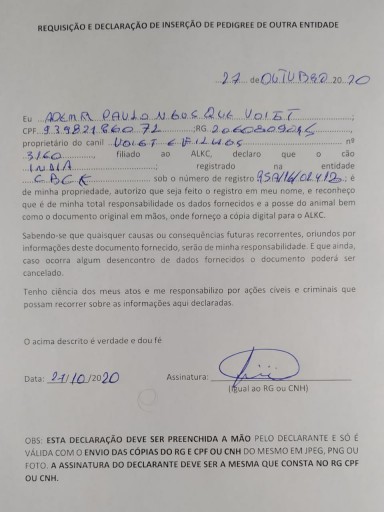 REQUISIÇÃO E DECLARAÇÃO DE INSERÇÃO DE PEDIGREE DE OUTRA ENTIDADE
27 de OUTUBRO 20 20
Eu ADEMIR PAULO NEOSQUE VOIGT
CPF 939821860 72 ;RG. 2060809045
proprietário do canil VOIGT E FILHOS nº
3160 filiado ao ALKC, declaro que o cão
INDIA registrado na entidade
CBCK sob o número de registro ; é
de minha propriedade, autorizo que seja feito o registro em meu nome, e reconheço
que é de minha total responsabilidade os dados fornecidos e a posse do animal bem
como o documento original em mãos, onde forneço a cópia digital para o ALKC.
Sabendo-se que quaisquer causas ou consequências futuras recorrentes, oriundos por
informações deste documento fornecido, serão de minha responsabilidade. E que ainda,
caso ocorra algum desencontro de dados fornecidos o documento poderá ser
cancelado.
Tenho ciência dos meus atos e me responsabilizo por ações civeis e criminais que
possam recorrer sobre as informações aqui declaradas.
O acima descrito é verdade e dou fé
Data: 27/10/2020 Assinatura:
(Igual ao RG ou CNH)
OBS: ESTA DECLARAÇÃO DEVE SER PREENCHIDA A MÃO PELO DECLARANTE E SÓ É
VÁLIDA COM O ENVIO DAS CÓPIAS DO RG E CPF OU CNH DO MESMO EM JPEG, PNG OU
FOTO. A ASSINATURA DO DECLARANTE DEVE SER A MESMA QUE CONSTA NO RG CPF
OU CNH.